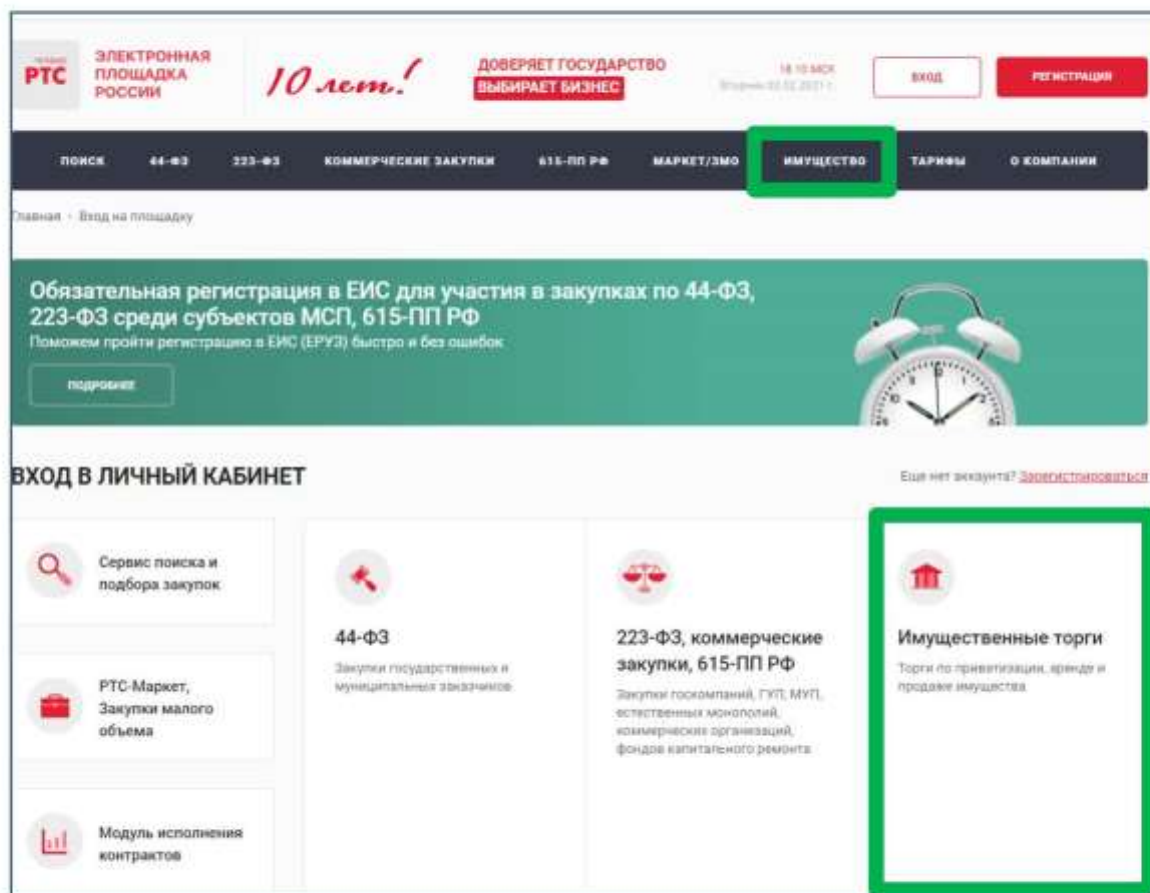 РТС
ЭЛЕКТРОННАЯ
ПЛОЩАДКА
РОССИИ
10 лет!
ДОВЕРЯЕТ ГОСУДАРСТВО
ВЫБИРАЕТ БИЗНЕС
ВХОД
РЕГИСТРАЦИЯ
ПОИСК 44-ФЗ 223-ФЗ КОММЕРЧЕСКИЕ ЗАКУПКИ 615-ПП РФ МАРКЕТ/ЗМО ИМУЩЕСТВО ТАРИФЫ О КОМПАНИИ
Главная · Вход на площадку
Обязательная регистрация в ЕИС для участия в закупках по 44-ФЗ,
223-ФЗ среди субъектов МСП, 615-ПП РФ
Поможем пройти регистрацию в ЕИС (ЕРУЗ) быстро и без ошибок
ПОДРОБНЕЕ
ВХОД В ЛИЧНЫЙ КАБИНЕТ
Еще нет аккаунта? Зарегистрироваться
Сервис поиска и
подбора закупок
РТС-Маркет,
Закупки малого
объема
Модуль исполнения
контрактов
44-ФЗ
Закупки государственных и
муниципальных заказчиков
223-ФЗ, коммерческие
закупки, 615-ПП РФ
Закупки госкомпаний, ГУП, МУП,
естественных монополий,
коммерческих организаций,
фондов капитального ремонта
Имущественные торги
Торги по приватизации, аренде и
продаже имущества